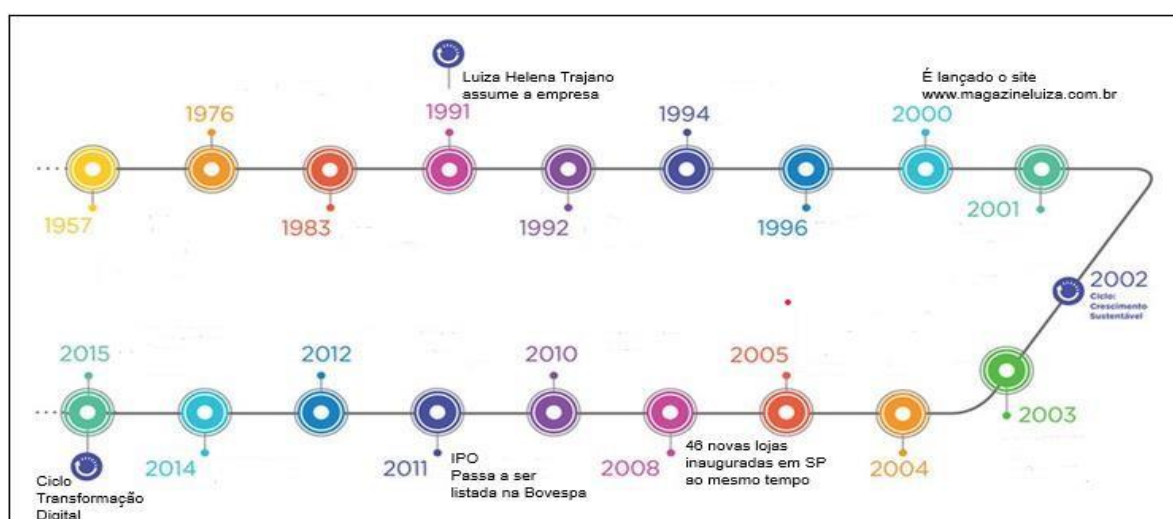 Luiza Helena Trajano
assume a empresa
É lançado o site
www.magazineluiza.com.br
1976
1991
1994
2000
1957
1983
1992
1996
2001
2002
Ciclo:
Crescimento
Sustentável
2015
2012
2010
2005
2003
2014
2011
IPO
Passa a ser
listada na Bovespa
2008
46 novas lojas
inauguradas em SP
ao mesmo tempo
2004
Ciclo
Transformação
Digital